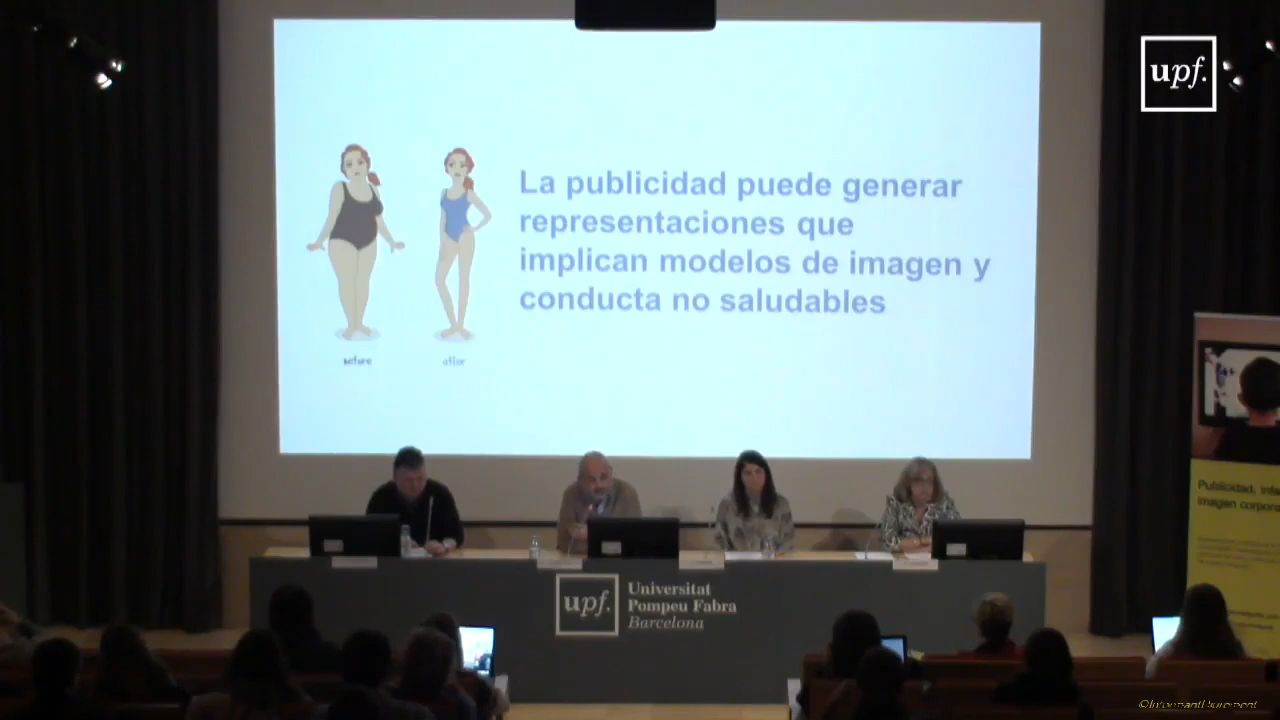 upf.
La publicidad puede generar
representaciones que
implican modelos de imagen y
conducta no saludables
before
after
Publicidad, 
imagen 
upf.
Universitat
Pompeu Fabra
Barcelona